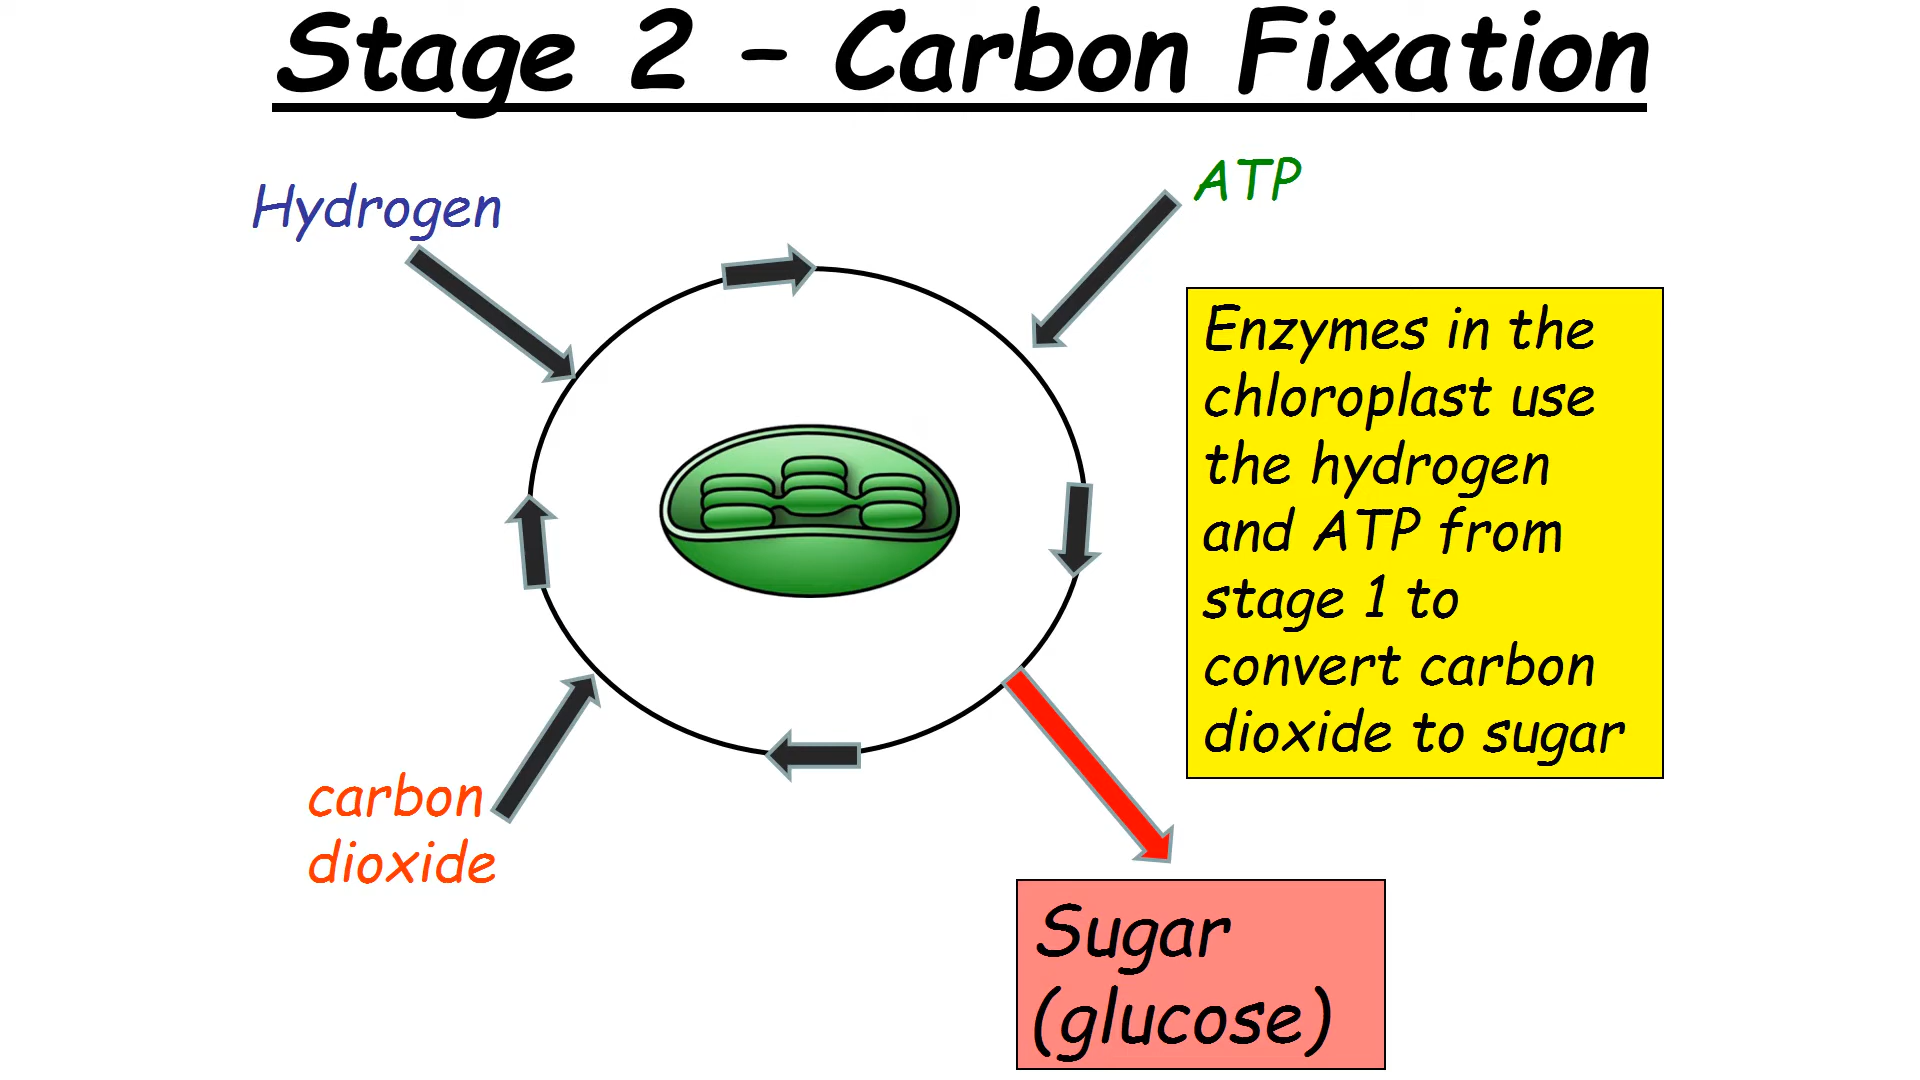 Stage 2 - Carbon Fixation
Hydrogen
ATP
Enzymes in the
chloroplast use
the hydrogen
and ATP from
stage 1 to
convert carbon
dioxide to sugar
carbon
dioxide
Sugar
(glucose)